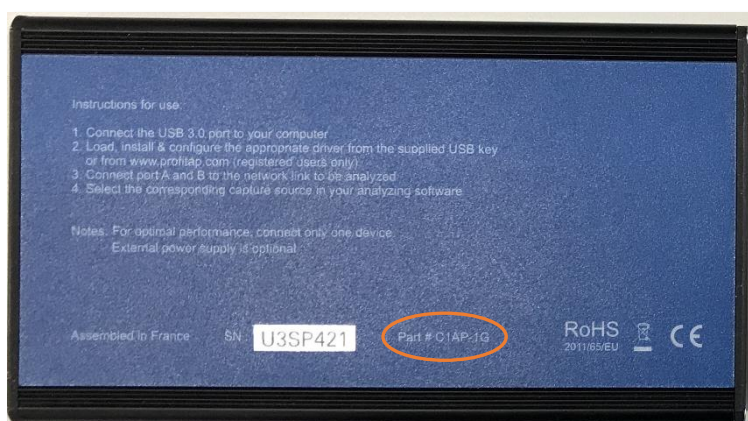 Instructions for use:
1. Connect the USB 3.0 port to your computer
2. Load, install & configure the appropriate driver from the supplied USB key
or from www.profitap.com (registered users only)
3. Connect port A and B to the network link to be analyzed
4. Select the corresponding capture source in your analyzing software
Notes: For optimal performance, connect only one device.
External power supply is optional
Assembled in France SN: U3SP421 Part # C1AP-1G RoHS
2011/65/EU CE